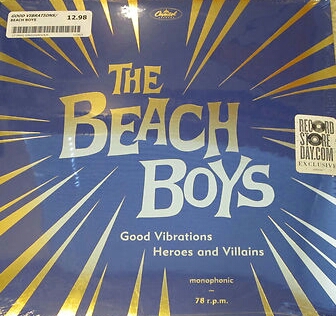 GOOD VIBRATIONS/
BEACH BOYS
12.98
Capitol
THE
BEACH
BOYS
RECORD
STORE
DAY.COM
EXCLUSIVE
Good Vibrations
Heroes and Villains
monophonic
—
78 r.p.m.